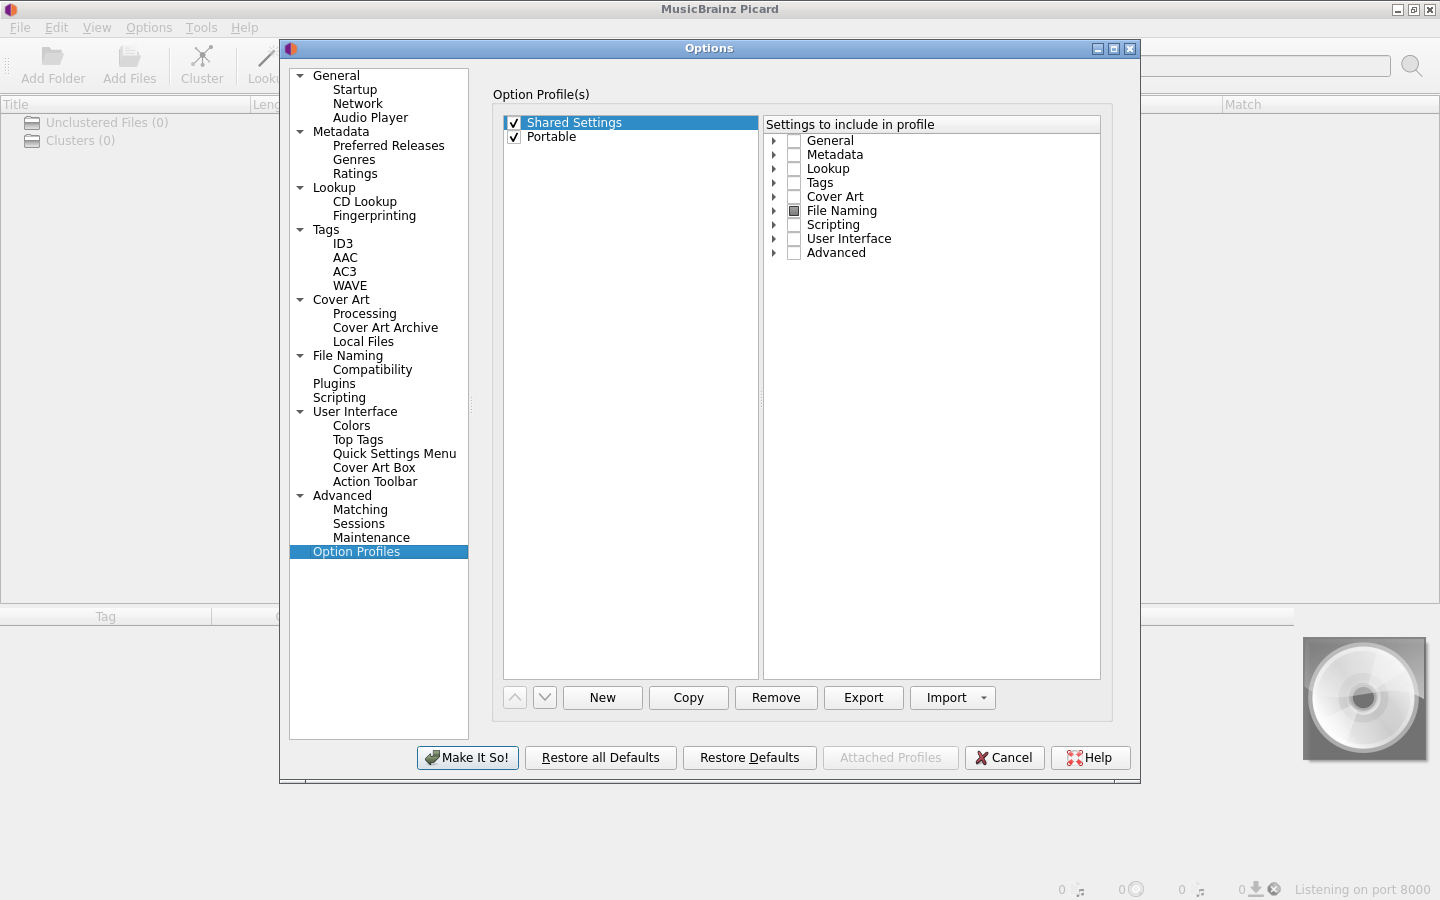 MusicBrainz Picard
File Edit View Options Tools Help
Add Folder
Add Files
Cluster
Title
Match
Unclustered Files (0)
Clusters (0)
Tag
Options
General
Startup
Network
Audio Player
Metadata
Preferred Releases
Genres
Ratings
Lookup
CD Lookup
Fingerprinting
Tags
ID3
AAC
AC3
WAVE
Cover Art
Processing
Cover Art Archive
Local Files
File Naming
Compatibility
Plugins
Scripting
User Interface
Colors
Top Tags
Quick Settings Menu
Cover Art Box
Action Toolbar
Advanced
Matching
Sessions
Maintenance
Option Profiles
Option Profile(s)
Shared Settings
Portable
Settings to include in profile
General
Metadata
Lookup
Tags
Cover Art
File Naming
Scripting
User Interface
Advanced
New Copy Remove Export Import
Make It So! Restore all Defaults Restore Defaults Attached Profiles Cancel Help
0 0 0 0 Listening on port 8000